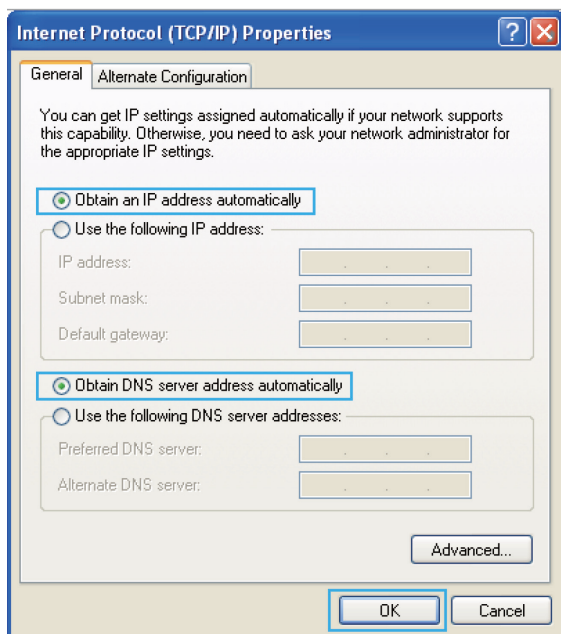 Internet Protocol (TCP/IP) Properties
General
Alternate Configuration
You can get IP settings assigned automatically if your network supports
this capability. Otherwise, you need to ask your network administrator for
the appropriate IP settings.
Obtain an IP address automatically
Use the following IP address:
IP address:
Subnet mask:
Default gateway:
Obtain DNS server address automatically
Use the following DNS server addresses:
Preferred DNS server:
Alternate DNS server:
Advanced...
OK
Cancel